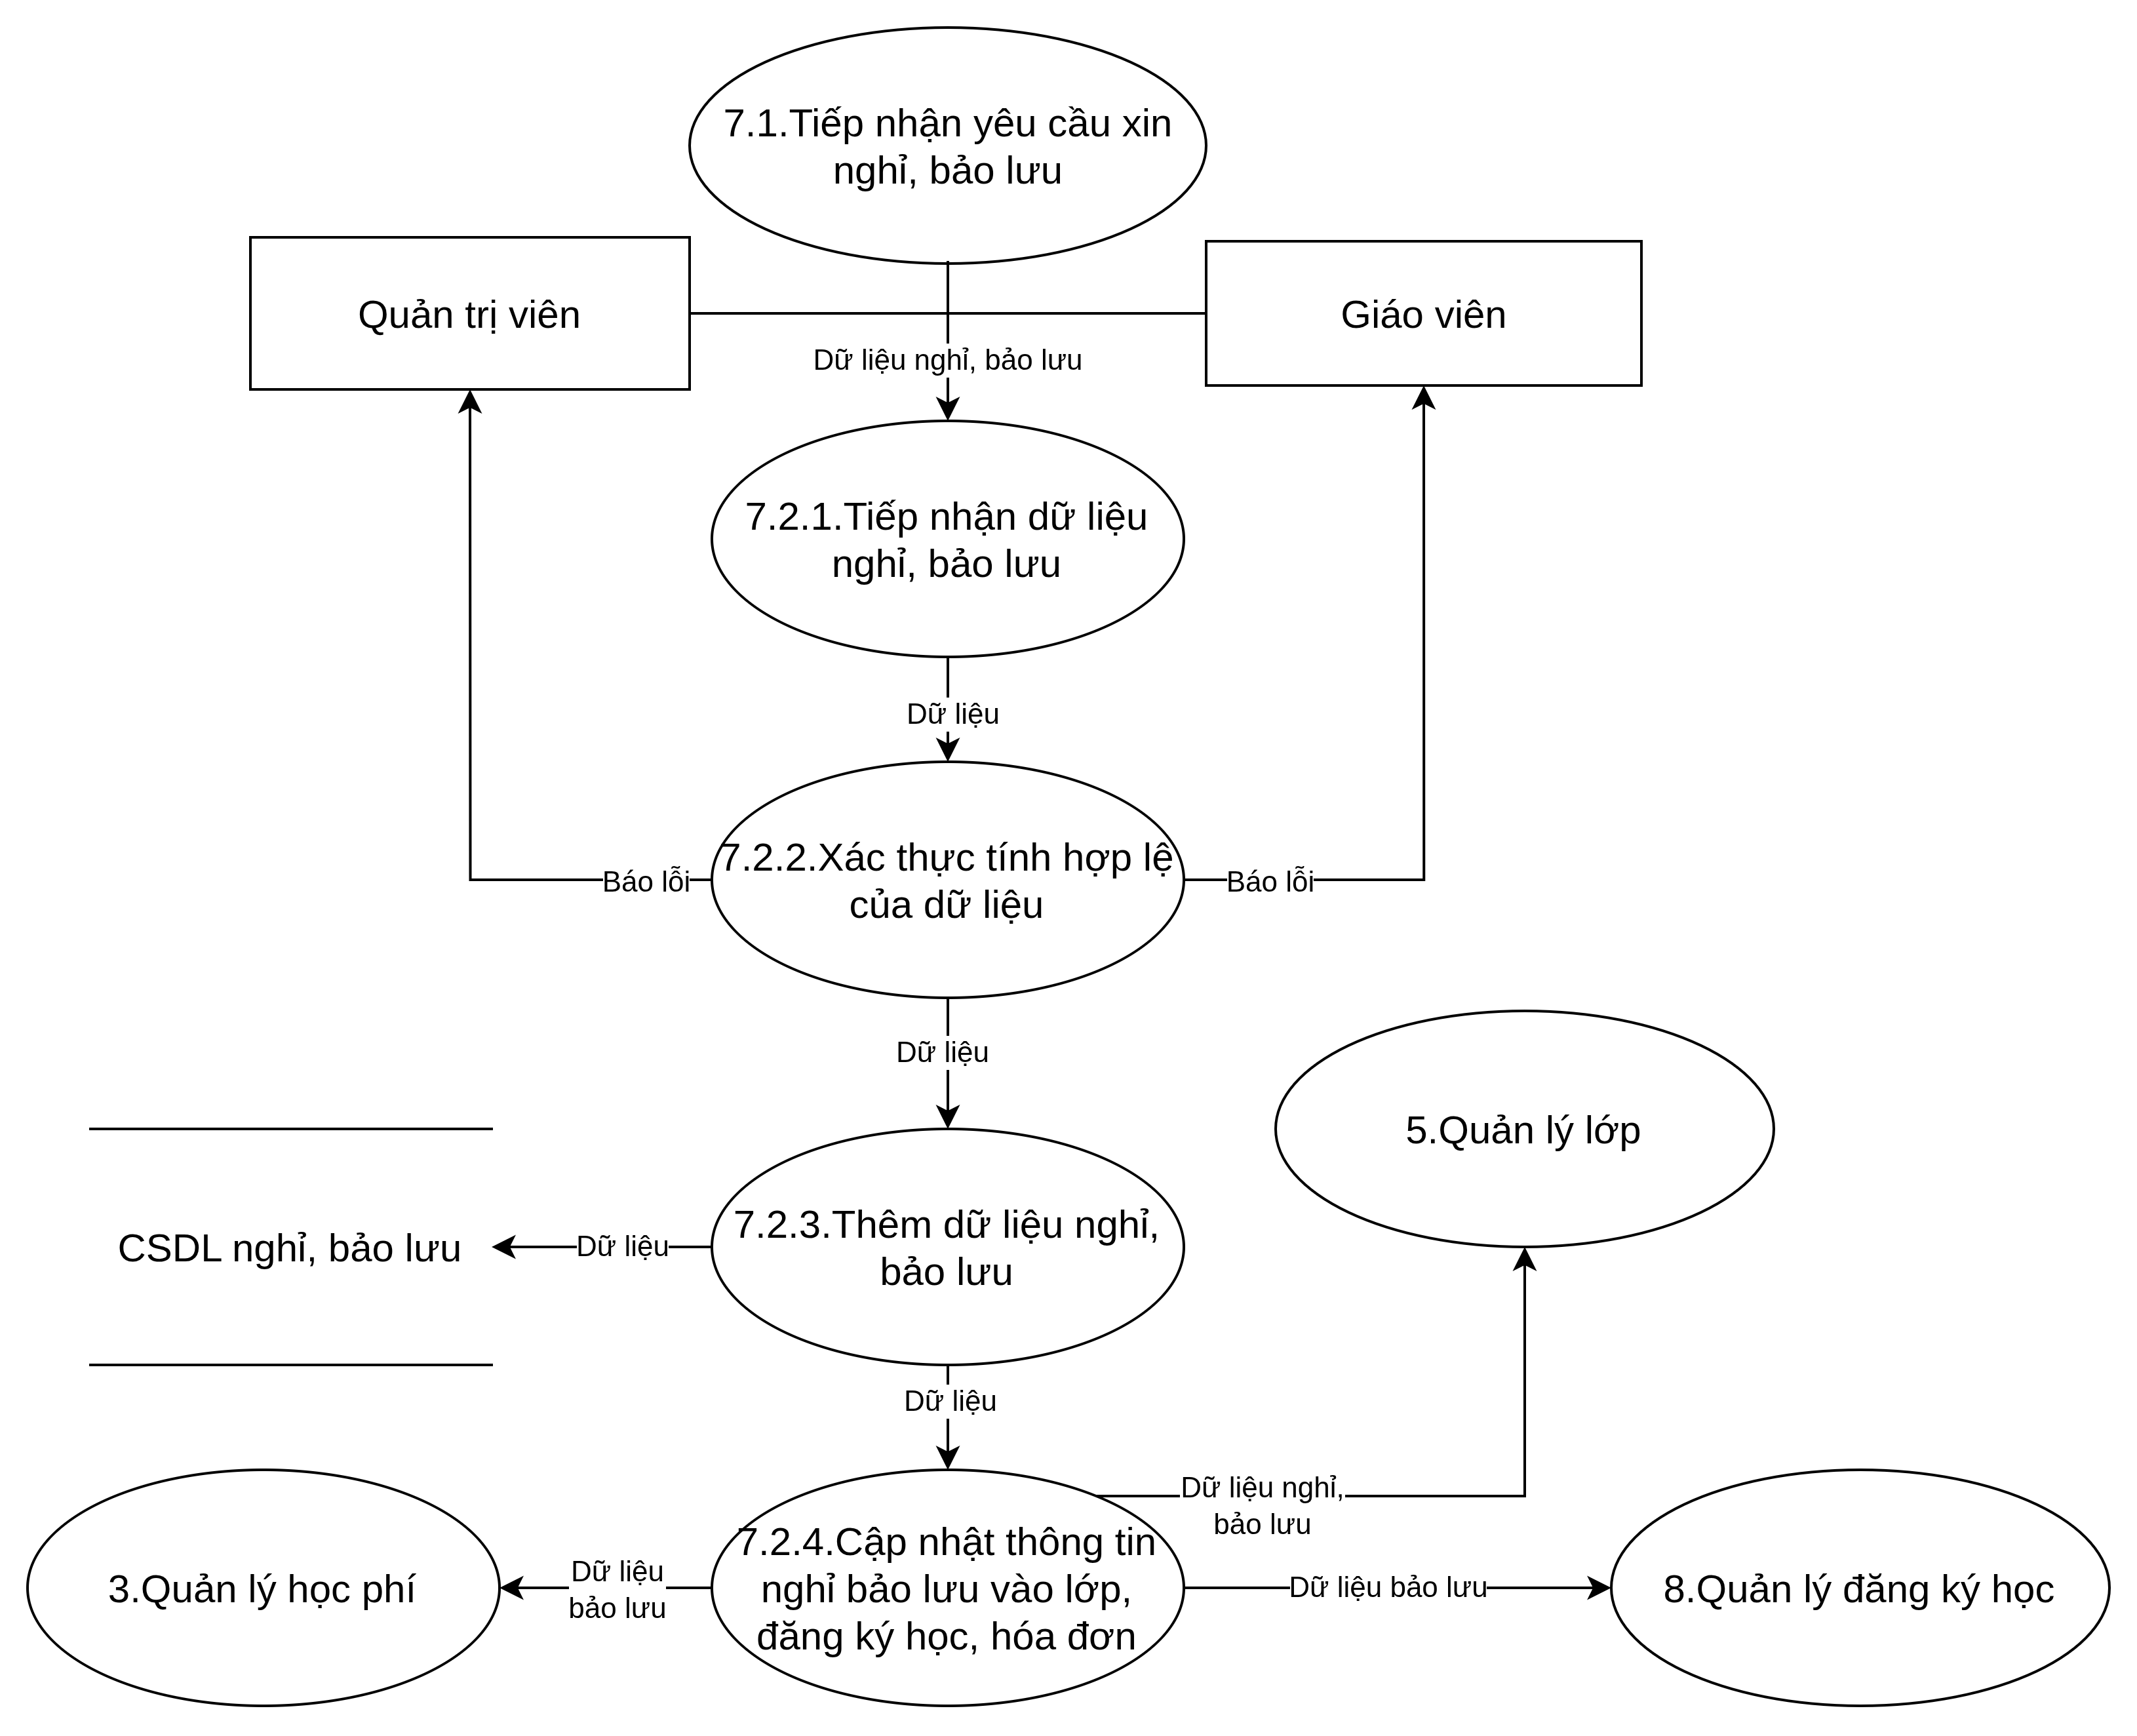 7.1.Tiếp nhận yêu cầu xin
nghỉ, bảo lưu
Quản trị viên
Giáo viên
Dữ liệu nghỉ, bảo lưu
7.2.1.Tiếp nhận dữ liệu
nghỉ, bảo lưu
Dữ liệu
7.2.2.Xác thực tính hợp lệ
của dữ liệu
Báo lỗi
Báo lỗi
Dữ liệu
5.Quản lý lớp
7.2.3.Thêm dữ liệu nghỉ,
bảo lưu
Dữ liệu
CSDL nghỉ, bảo lưu
Dữ liệu
Dữ liệu nghỉ,
bảo lưu
7.2.4.Cập nhật thông tin
nghỉ bảo lưu vào lớp,
đăng ký học, hóa đơn
Dữ liệu
bảo lưu
3.Quản lý học phí
Dữ liệu bảo lưu
8.Quản lý đăng ký học